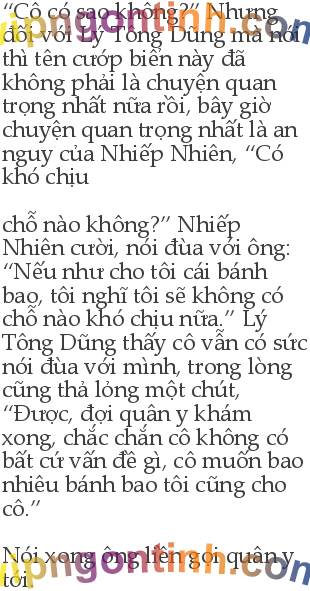 “Cô có sao không?” Nhưng
đối với Lý Tông Dũng mà nói
thì tên cướp biển này đã
không phải là chuyện quan
trọng nhất nữa rồi, bây giờ
chuyện quan trọng nhất là an
nguy của Nhiếp Nhiên, “Có
khó chịu
chỗ nào không?” Nhiếp
Nhiên cười, nói đùa với ông:
“Nếu như cho tôi cái bánh
bao, tôi nghĩ tôi sẽ không có
chỗ nào khó chịu nữa.” Lý
Tông Dũng thấy cô vẫn có sức
nói đùa với mình, trong lòng
cũng thả lỏng một chút,
“Được, đợi quân y khám
xong, chắc chắn cô không có
bất cứ vấn đề gì, cô muốn bao
nhiêu bánh bao tôi cũng cho
cô.”
Nói xong ông liền gọi quân y
tới.